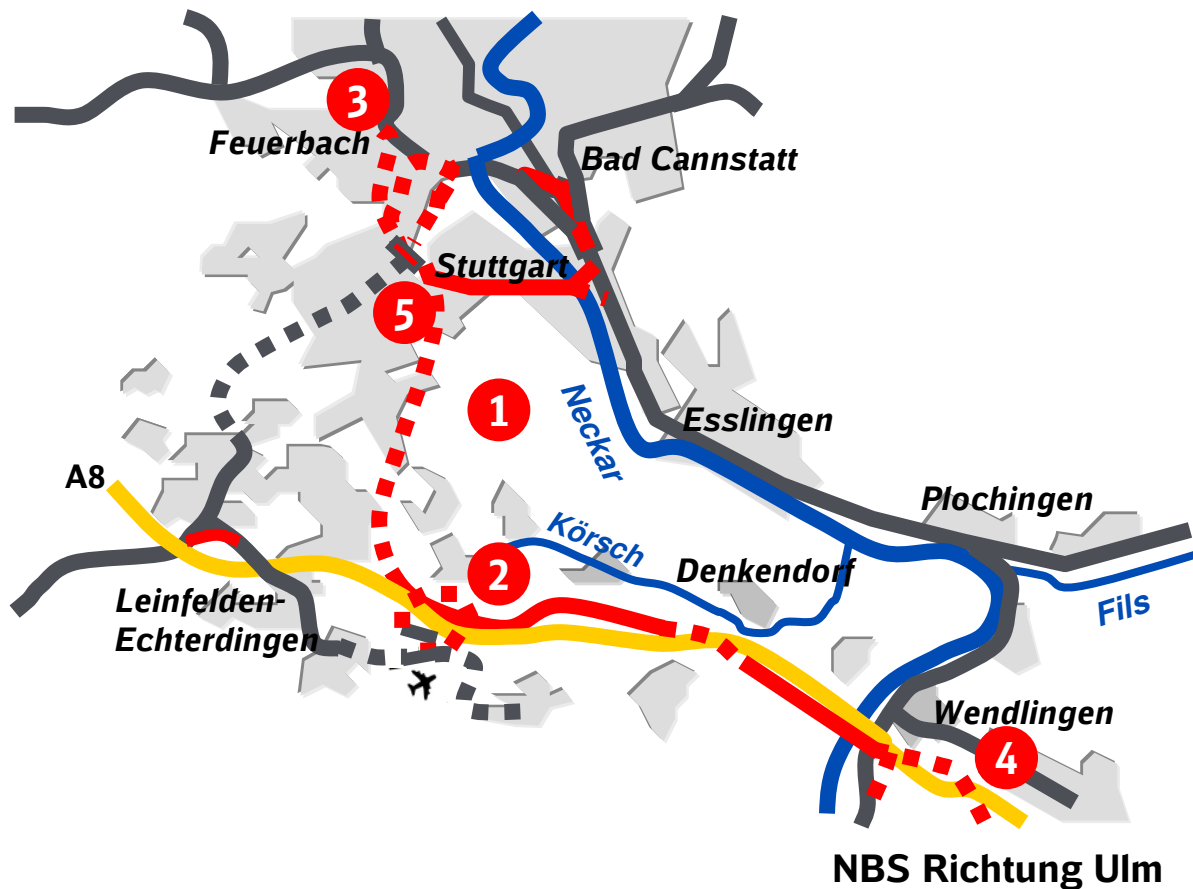 3
Feuerbach
Bad Cannstatt
Stuttgart
5
1
Neckar
Esslingen
A8
Plochingen
Körsch
2
Denkendorf
Leinfelden-
Echterdingen
Fils
Wendlingen
4
NBS Richtung Ulm